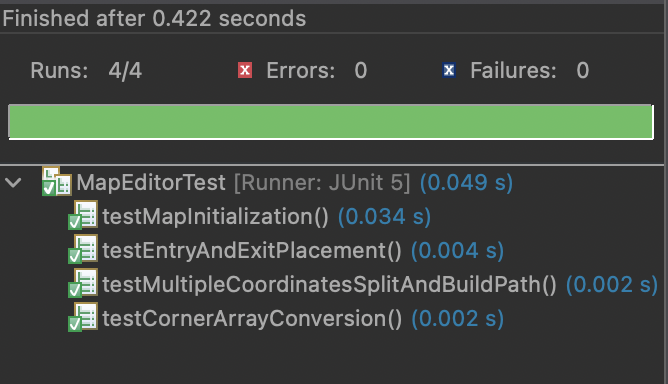 Finished after 0.422 seconds
Runs: 4/4 Errors: 0 Failures: 0
MapEditorTest [Runner: JUnit 5] (0.049 s)
testMapInitialization() (0.034 s)
testEntryAndExitPlacement() (0.004 s)
testMultipleCoordinatesSplitAndBuildPath() (0.002 s)
testCornerArrayConversion() (0.002 s)